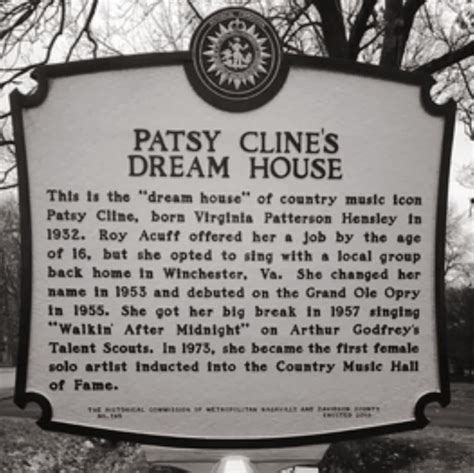 PATSY CLINE'S
DREAM HOUSE
This is the "dream house" of country music icon
Patsy Cline, born Virginia Patterson Hensley in
1932. Roy Acuff offered her a job by the age
of 16, but she opted to sing with a local group
back home in Winchester, Va. She changed her
name in 1953 and debuted on the Grand Ole Opry
in 1955. She got her big break in 1957 singing
"Walkin' After Midnight" on Arthur Godfrey's
Talent Scouts. In 1973, she became the first female
solo artist inducted into the Country Music Hall
of Fame.
THE HISTORICAL COMMISSION OF METROPOLITAN NASHVILLE AND DAVIDSON COUNTY
NO.
ERECTED